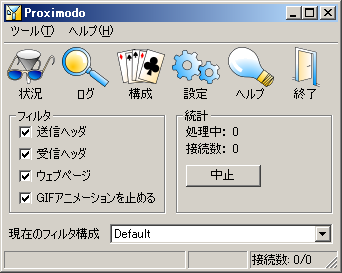 Proximodo
ツール(T) ヘルプ(H)
状況 ログ 構成 設定 ヘルプ 終了
フィルタ
送信ヘッダ
受信ヘッダ
ウェブページ
GIFアニメーションを止める
統計
処理中: 0
接続数: 0
中止
現在のフィルタ構成 Default
接続数: 0/0